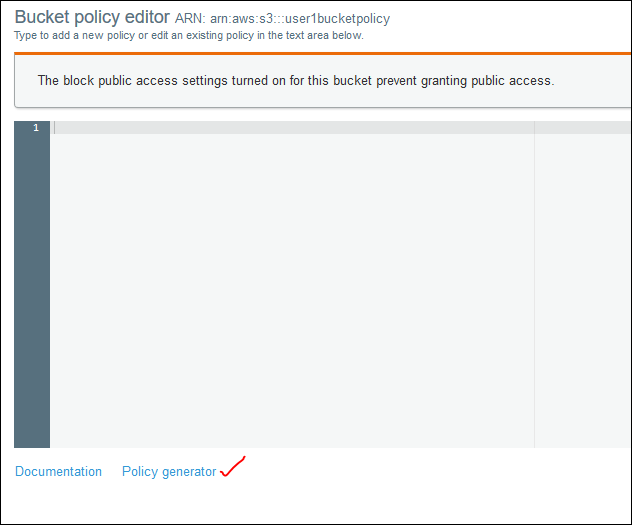 Bucket policy editor ARN: arn:aws:s3:::user1bucketpolicy
Type to add a new policy or edit an existing policy in the text area below.
The block public access settings turned on for this bucket prevent granting public access.
1
Documentation Policy generator